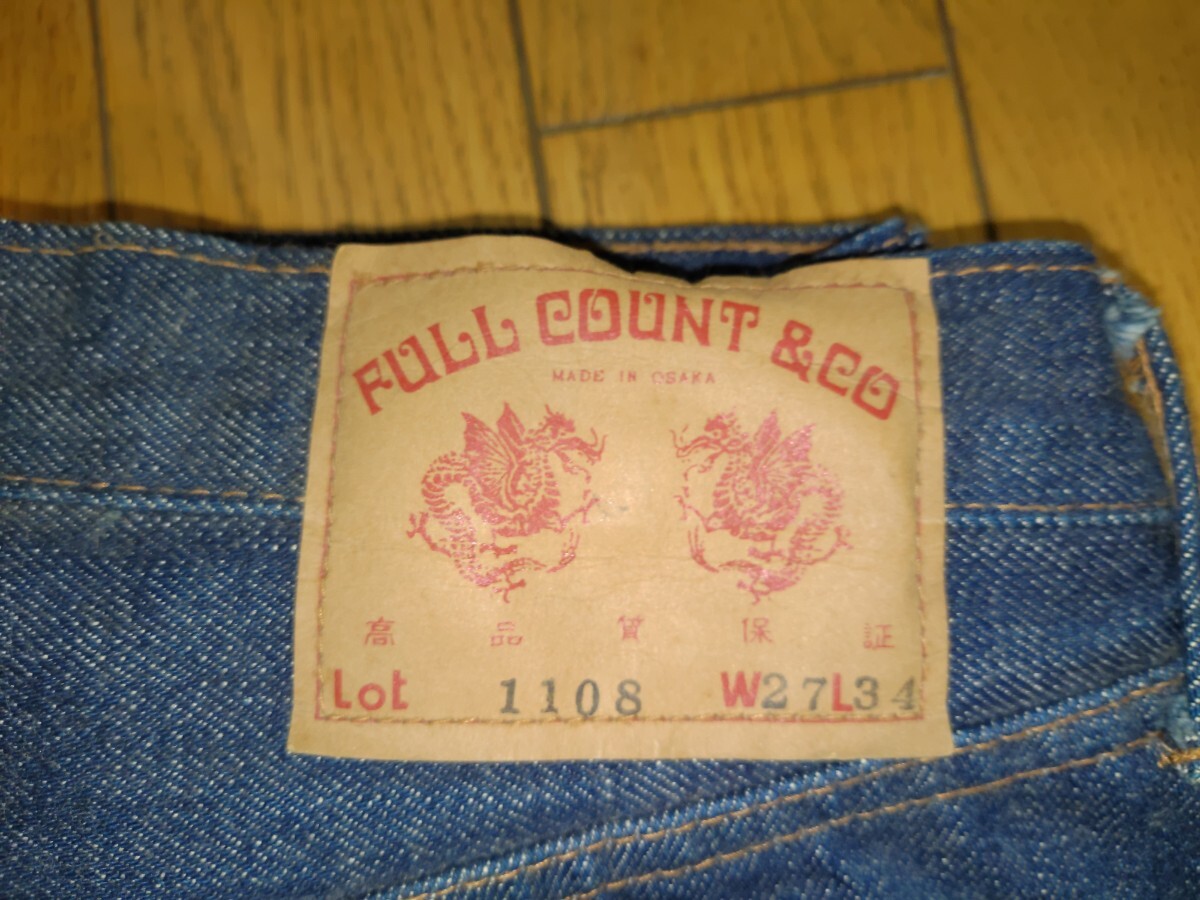 FULL COUNT & CO
MADE IN OSAKA
高品質保証
Lot 1108 W27L34